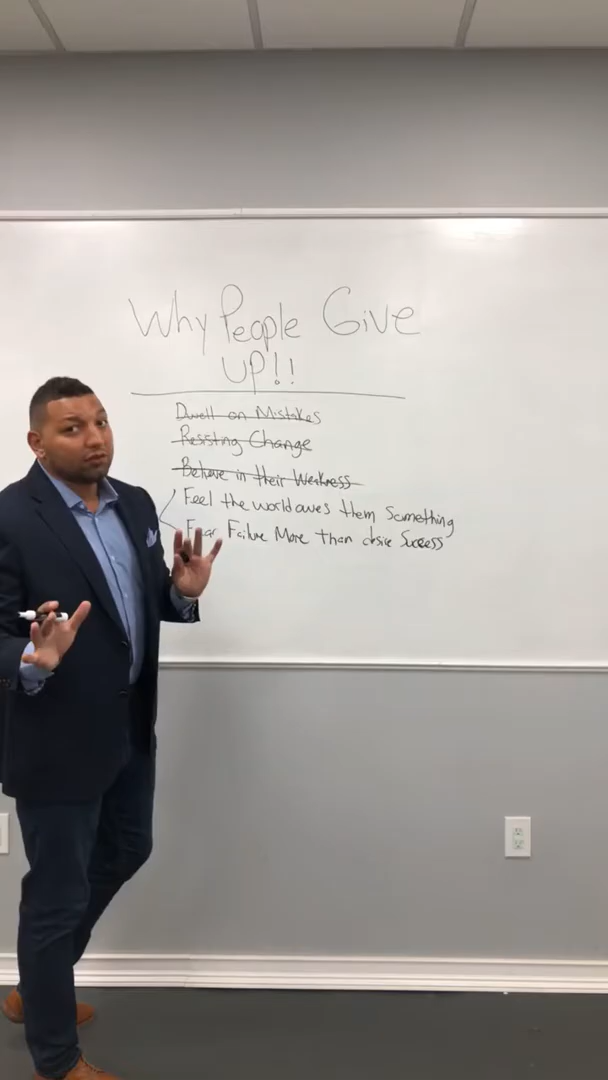 Why People Give
UP!!
Dwell on Mistakes
Resisting Change
Believe in their Weakness
Feel the world owes them Something
Fear Failure More than desire Success